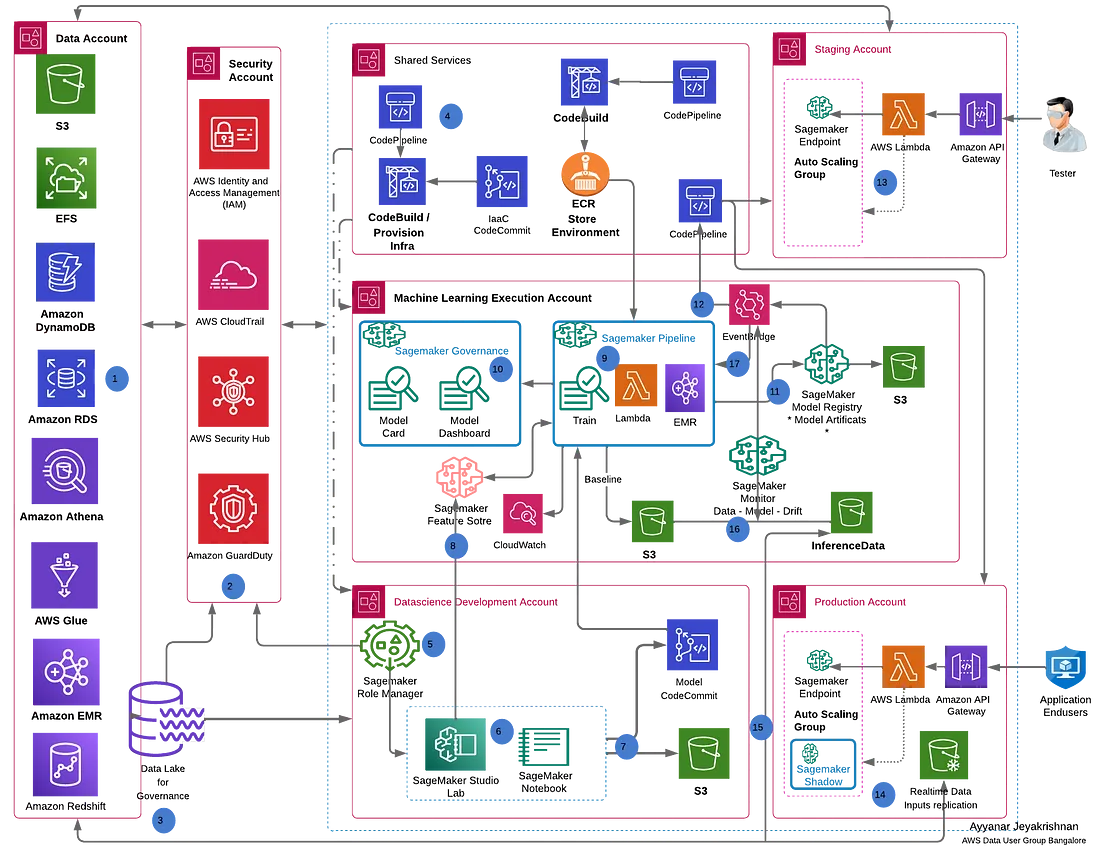 Data Account
S3
EFS
Amazon
DynamoDB
Amazon RDS
1
Amazon Athena
AWS Glue
Amazon EMR
Amazon Redshift
Data Lake
for
Governance
3
Security
Account
AWS Identity and
Access Management
(IAM)
AWS CloudTrail
AWS Security Hub
Amazon GuardDuty
2
Shared Services
CodePipeline
4
CodeBuild /
Provision
Infra
IaaC
CodeCommit
CodeBuild
CodePipeline
ECR
Store
Environment
CodePipeline
Staging Account
Sagemaker
Endpoint
Auto Scaling
Group
AWS Lambda
Amazon API
Gateway
13
Tester
Machine Learning Execution Account
Sagemaker Governance
10
Model
Card
Model
Dashboard
Sagemaker Pipeline
9
Train
Lambda
EMR
12
EventBridge
17
11
SageMaker
Model Registry
* Model Artificats
*
S3
Sagemaker
Feature Sotre
8
CloudWatch
Baseline
S3
SageMaker
Monitor
Data - Model - Drift
16
InferenceData
Datascience Development Account
Sagemaker
Role Manager
5
SageMaker Studio
Lab
6
SageMaker
Notebook
7
Model
CodeCommit
S3
15
Production Account
Sagemaker
Endpoint
Auto Scaling
Group
Sagemaker
Shadow
AWS Lambda
Amazon API
Gateway
14
Realtime Data
Inputs replication
Application
Endusers
Ayyanar Jeyakrishnan
AWS Data User Group Bangalore